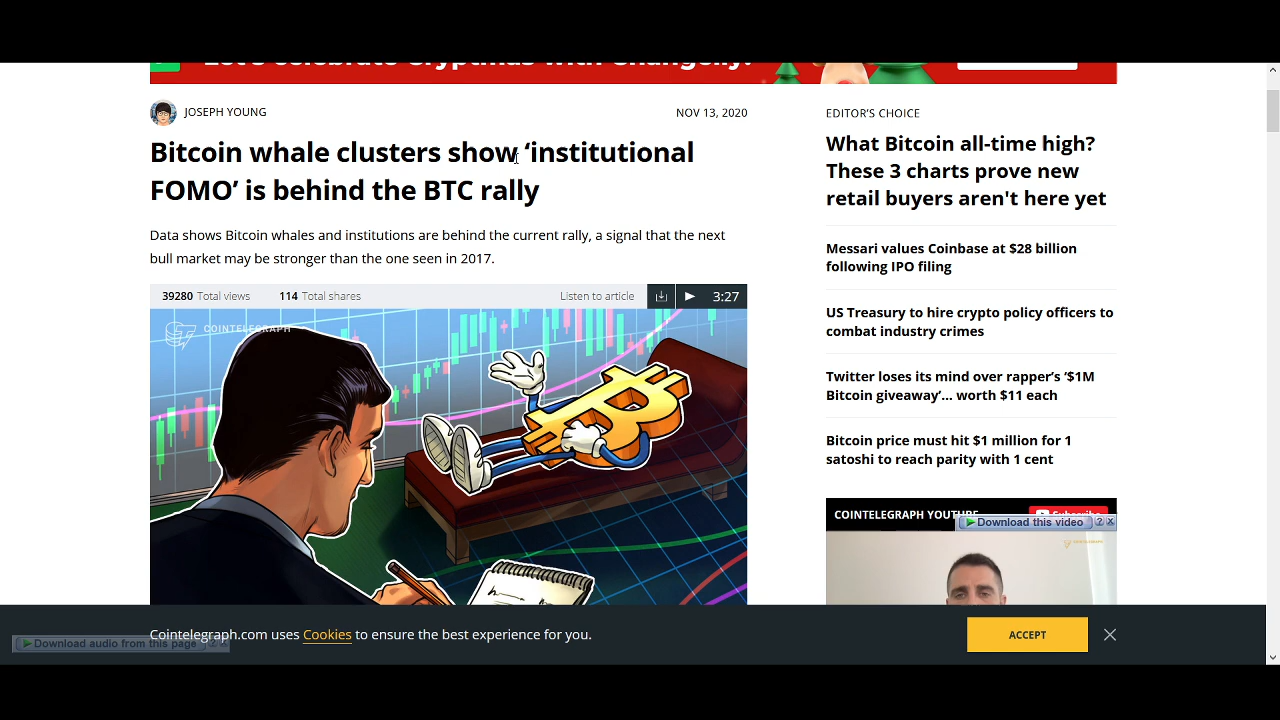 Let's celebrate Cryptmas with Changelly!
JOSEPH YOUNG
NOV 13, 2020
Bitcoin whale clusters show ‘institutional
FOMO’ is behind the BTC rally
Data shows Bitcoin whales and institutions are behind the current rally, a signal that the next
bull market may be stronger than the one seen in 2017.
39280 Total views
114 Total shares
Listen to article
3:27
COINTELEGRAPH
EDITOR’S CHOICE
What Bitcoin all-time high?
These 3 charts prove new
retail buyers aren't here yet
Messari values Coinbase at $28 billion
following IPO filing
US Treasury to hire crypto policy officers to
combat industry crimes
Twitter loses its mind over rapper’s ‘$1M
Bitcoin giveaway’... worth $11 each
Bitcoin price must hit $1 million for 1
satoshi to reach parity with 1 cent
COINTELEGRAPH YOUTUBE
Subscribe
Download this video ? X
Cointelegraph.com uses Cookies to ensure the best experience for you.
ACCEPT
Download audio from this page ? X